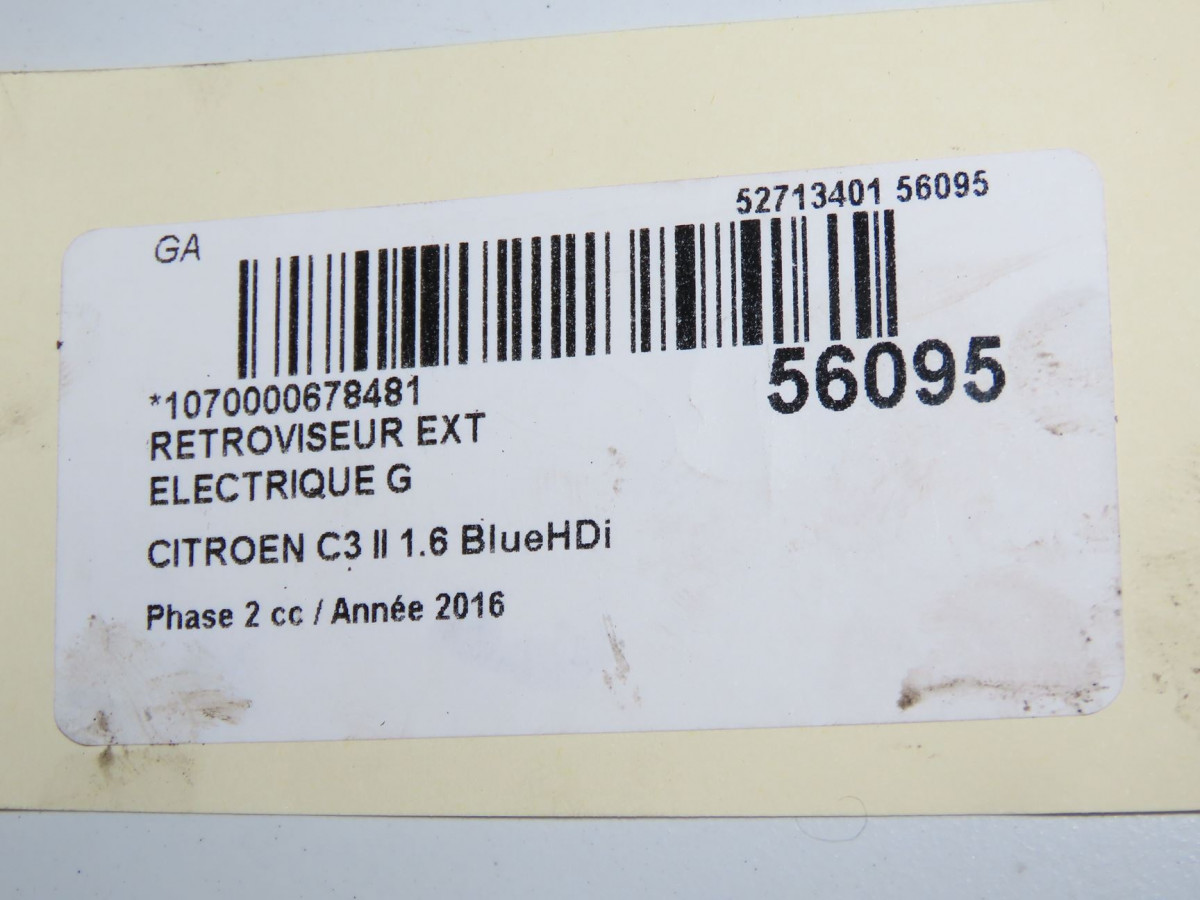 52713401 56095
GA
56095
*1070000678481
RETROVISEUR EXT
ELECTRIQUE G
CITROEN C3 II 1.6 BlueHDi
Phase 2 cc / Année 2016